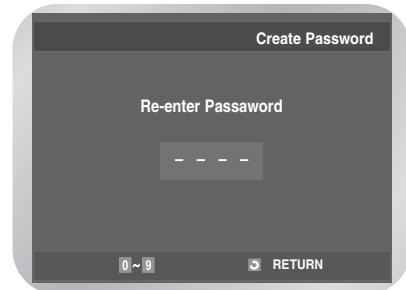 Create Password
Re-enter Passaword
– – – –
0 ~ 9 RETURN